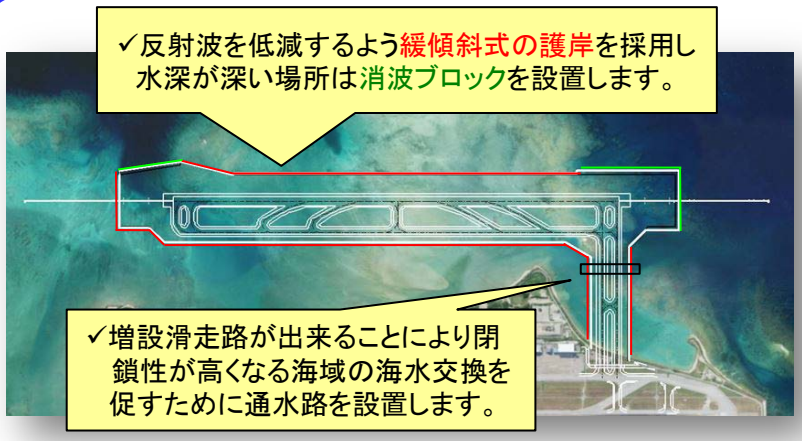 ✓反射波を低減するよう緩傾斜式の護岸を採用し
水深が深い場所は消波ブロックを設置します。
✓増設滑走路が出来ることにより閉
鎖性が高くなる海域の海水交換を
促すために通水路を設置します。